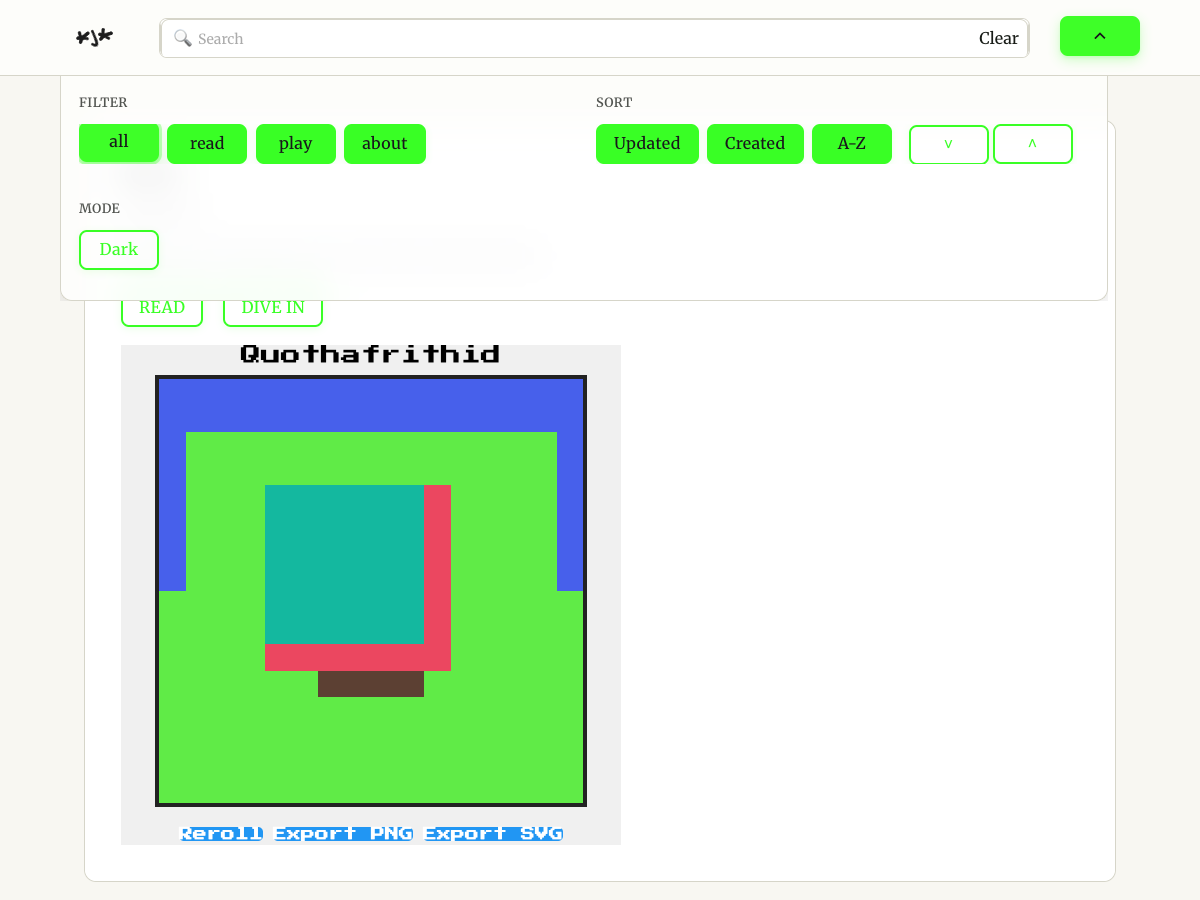 Search
Clear
FILTER
all read play about
SORT
Updated Created A-Z
MODE
Dark
READ DIVE IN
Quothafrithid
Reroll Export PNG Export SVG